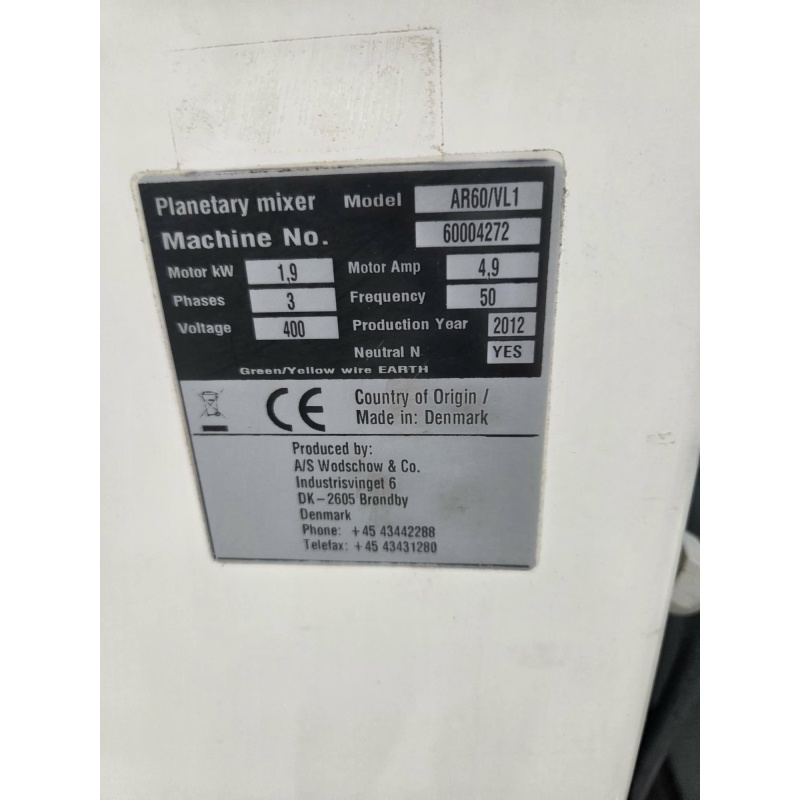 Planetary mixer Model AR60/VL1
Machine No. 60004272
Motor kW 1,9 Motor Amp 4,9
Phases 3 Frequency 50
Voltage 400 Production Year 2012
Neutral N YES
Green/Yellow wire EARTH
CE Country of Origin /
Made in: Denmark
Produced by:
A/S Wodschow & Co.
Industrisvinget 6
DK-2605 Brøndby
Denmark
Phone: +45 43442288
Telefax: +45 43431280